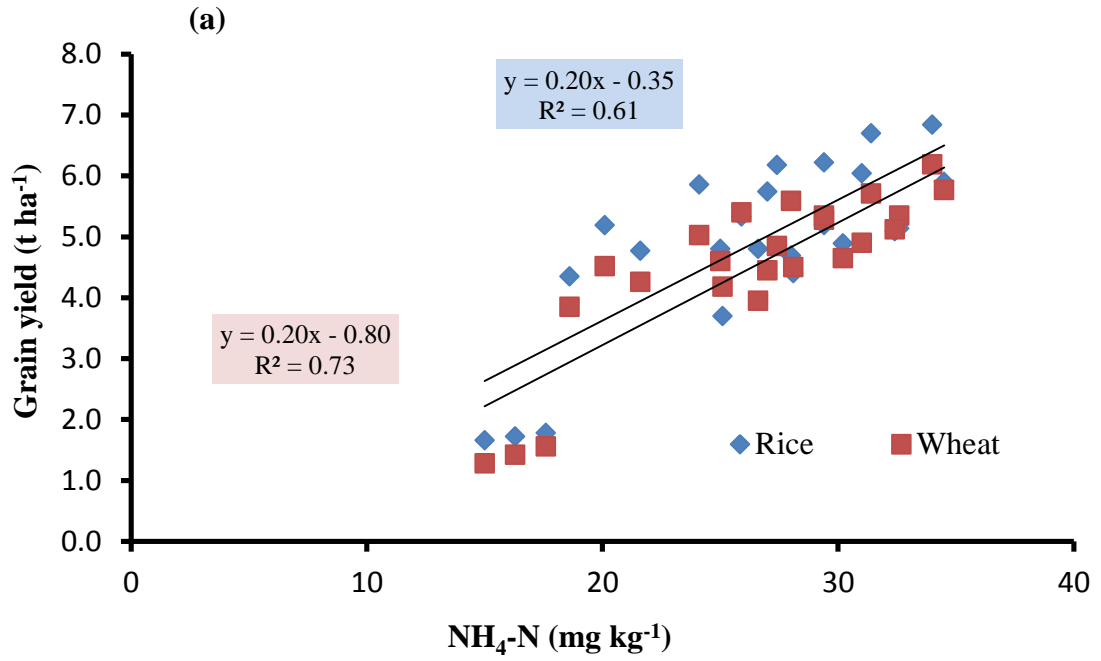 (a)
8.0
7.0
6.0
5.0
4.0
3.0
2.0
1.0
0.0
Grain yield (t ha⁻¹)
y = 0.20x - 0.35
R² = 0.61
y = 0.20x - 0.80
R² = 0.73
Rice
Wheat
0
10
20
30
40
NH₄-N (mg kg⁻¹)